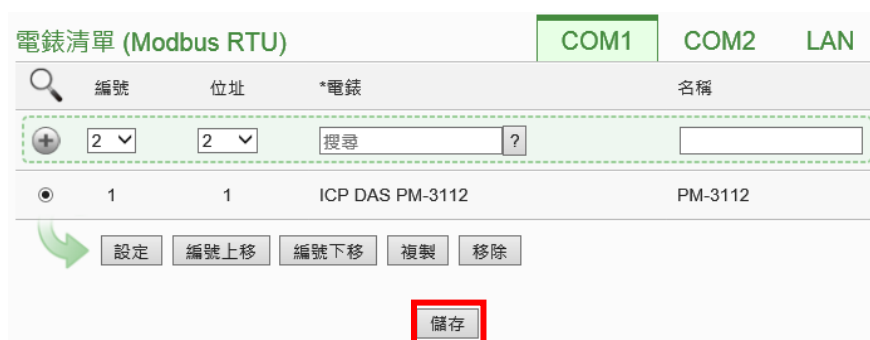 電錶清單 (Modbus RTU) COM1 COM2 LAN
編號 位址 *電錶 名稱
2 2 搜尋 ?
1 1 ICP DAS PM-3112 PM-3112
設定 編號上移 編號下移 複製 移除
儲存